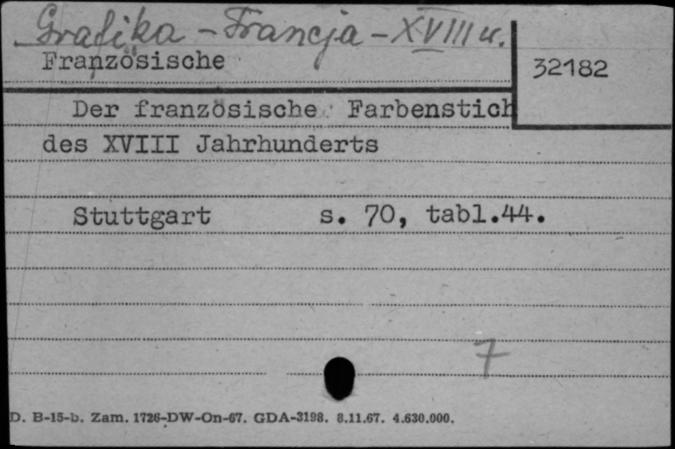 Grafika - Francja - XVIII w.
Französische
32182
Der französische Farbenstich
des XVIII Jahrhunderts
Stuttgart s. 70, tabl.44.
7
D. B-15-b. Zam. 1726-DW-On-67. GDA-3198. 8.11.67. 4.630.000.